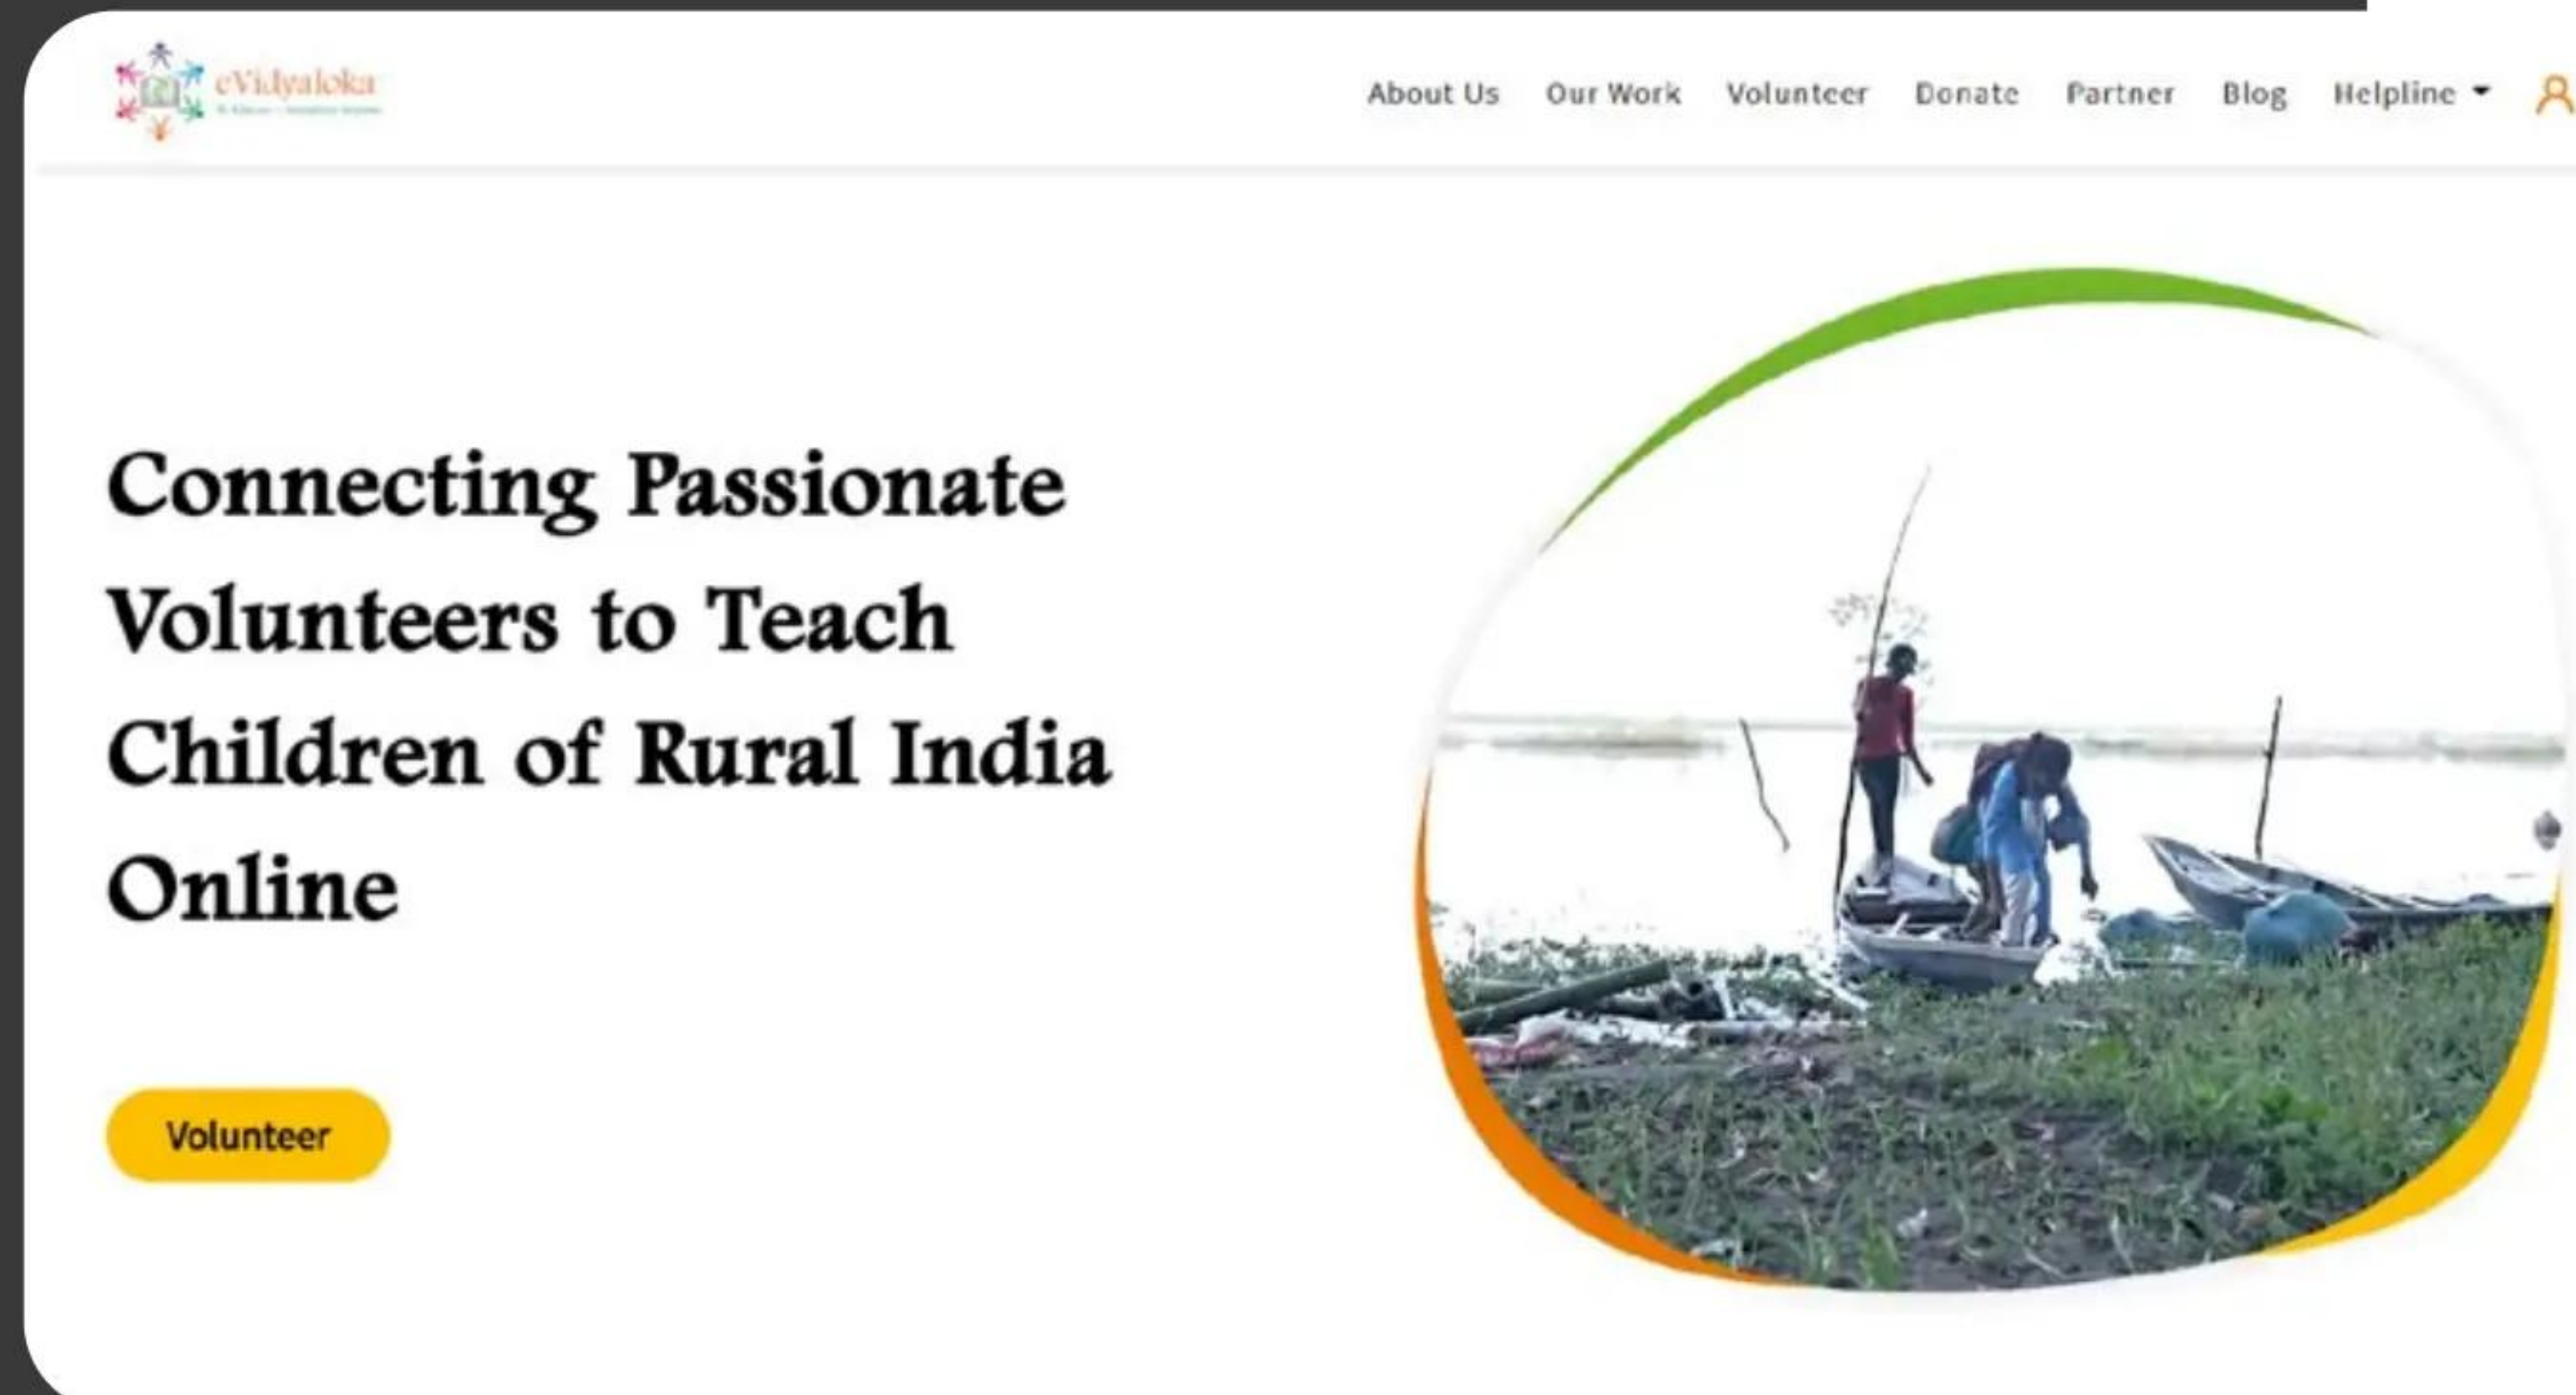 eVidyaloka
About Us Our Work Volunteer Donate Partner Blog Helpline
Connecting Passionate
Volunteers to Teach
Children of Rural India
Online
Volunteer